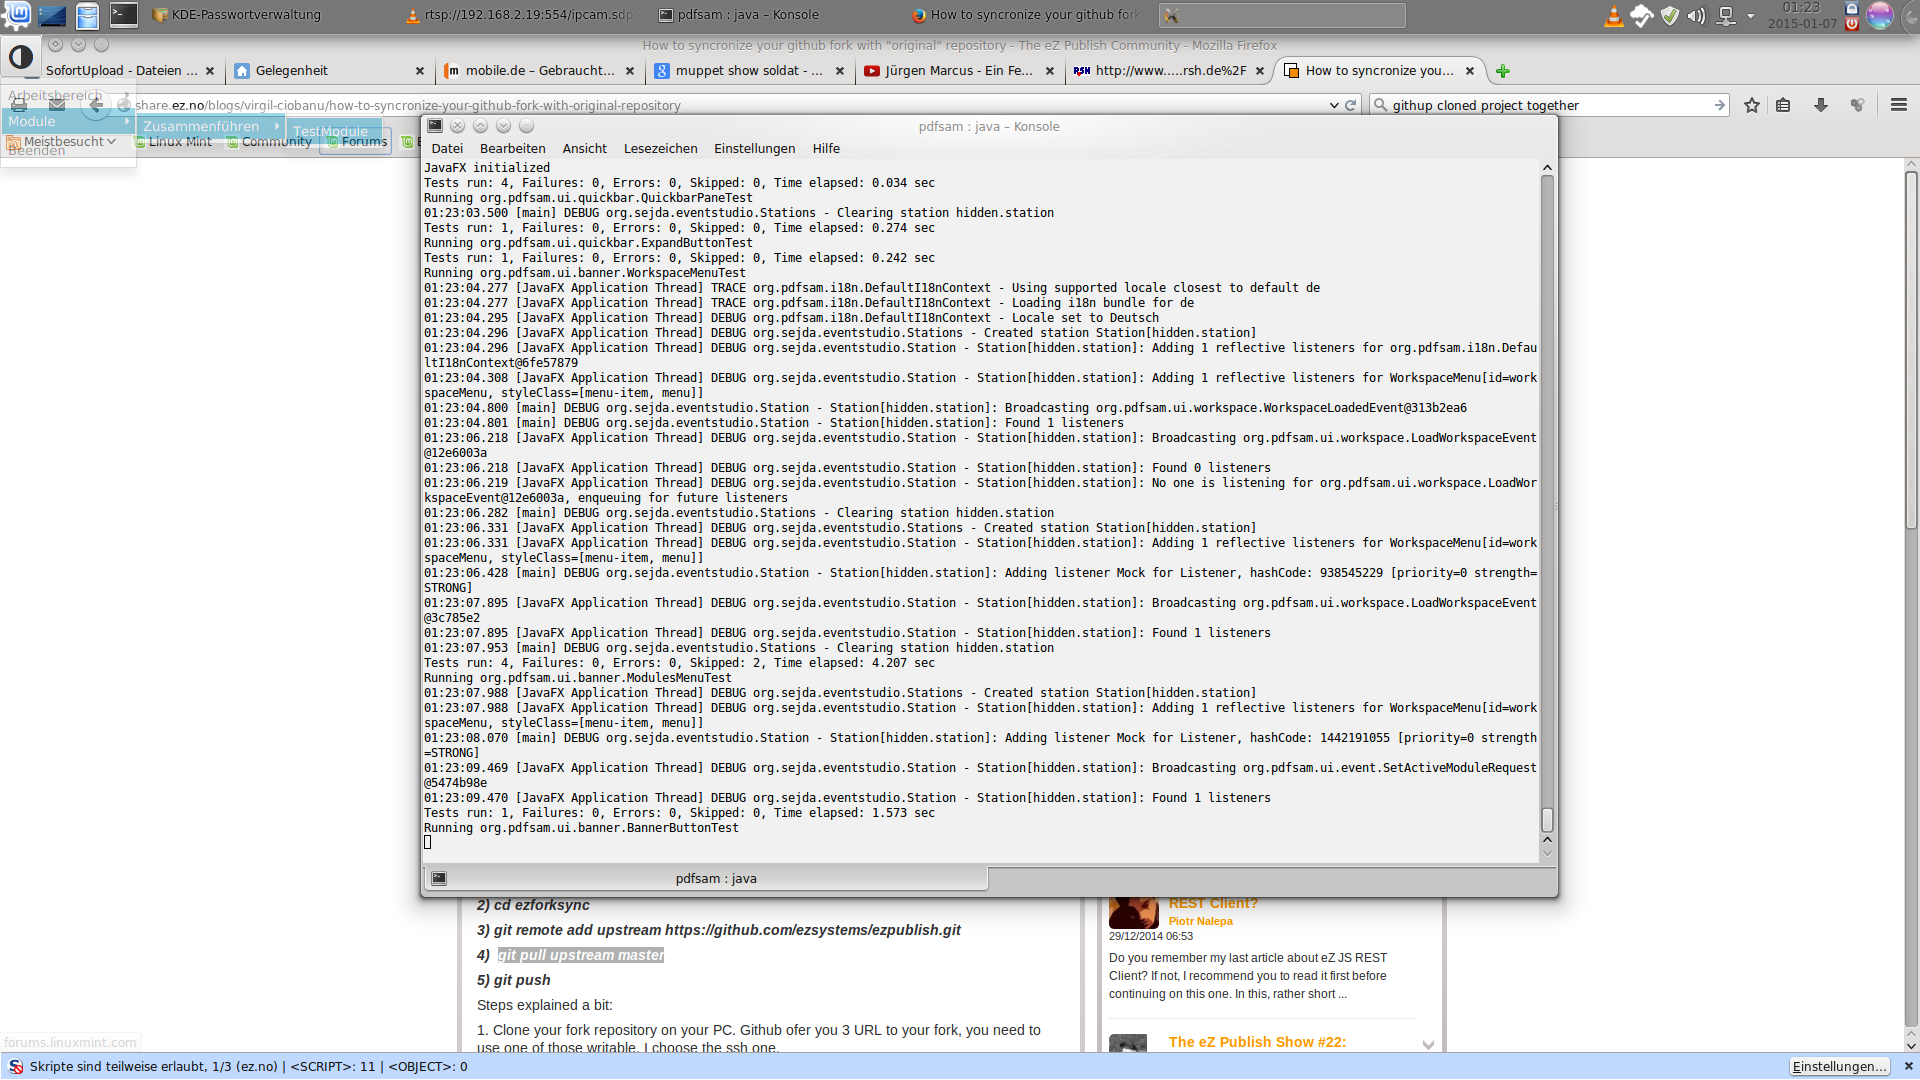 KDE-Passwortverwaltung
rtsp://192.168.2.19:554/ipcam.sdp
pdfsam : java – Konsole
How to syncronize your github fork
01:23
2015-01-07
How to syncronize your github fork with "original" repository - The eZ Publish Community - Mozilla Firefox
SofortUpload - Dateien ...
Gelegenheit
mobile.de – Gebraucht...
muppet show soldat - ...
Jürgen Marcus - Ein Fe...
http://www.....rsh.de%2F
How to syncronize you...
Arbeitsbereich
share.ez.no/blogs/virgil-ciobanu/how-to-syncronize-your-github-fork-with-original-repository
githup cloned project together
Module
Zusammenführen
TestModule
Meistbesucht
Linux Mint
Community
Forums
Beenden
pdfsam : java – Konsole
Datei Bearbeiten Ansicht Lesezeichen Einstellungen Hilfe
JavaFX initialized
Tests run: 4, Failures: 0, Errors: 0, Skipped: 0, Time elapsed: 0.034 sec
Running org.pdfsam.ui.quickbar.QuickbarPaneTest
01:23:03.500 [main] DEBUG org.sejda.eventstudio.Stations - Clearing station hidden.station
Tests run: 1, Failures: 0, Errors: 0, Skipped: 0, Time elapsed: 0.274 sec
Running org.pdfsam.ui.quickbar.ExpandButtonTest
Tests run: 1, Failures: 0, Errors: 0, Skipped: 0, Time elapsed: 0.242 sec
Running org.pdfsam.ui.banner.WorkspaceMenuTest
01:23:04.277 [JavaFX Application Thread] TRACE org.pdfsam.i18n.DefaultI18nContext - Using supported locale closest to default de
01:23:04.277 [JavaFX Application Thread] TRACE org.pdfsam.i18n.DefaultI18nContext - Loading i18n bundle for de
01:23:04.295 [JavaFX Application Thread] DEBUG org.pdfsam.i18n.DefaultI18nContext - Locale set to Deutsch
01:23:04.296 [JavaFX Application Thread] DEBUG org.sejda.eventstudio.Stations - Created station Station[hidden.station]
01:23:04.296 [JavaFX Application Thread] DEBUG org.sejda.eventstudio.Station - Station[hidden.station]: Adding 1 reflective listeners for org.pdfsam.i18n.Defau
ltI18nContext@6fe57879
01:23:04.308 [JavaFX Application Thread] DEBUG org.sejda.eventstudio.Station - Station[hidden.station]: Adding 1 reflective listeners for WorkspaceMenu[id=work
spaceMenu, styleClass=[menu-item, menu]]
01:23:04.800 [main] DEBUG org.sejda.eventstudio.Station - Station[hidden.station]: Broadcasting org.pdfsam.ui.workspace.WorkspaceLoadedEvent@313b2ea6
01:23:04.801 [main] DEBUG org.sejda.eventstudio.Station - Station[hidden.station]: Found 1 listeners
01:23:06.218 [JavaFX Application Thread] DEBUG org.sejda.eventstudio.Station - Station[hidden.station]: Broadcasting org.pdfsam.ui.workspace.LoadWorkspaceEvent
@12e6003a
01:23:06.218 [JavaFX Application Thread] DEBUG org.sejda.eventstudio.Station - Station[hidden.station]: Found 0 listeners
01:23:06.219 [JavaFX Application Thread] DEBUG org.sejda.eventstudio.Station - Station[hidden.station]: No one is listening for org.pdfsam.ui.workspace.LoadWor
kspaceEvent@12e6003a, enqueuing for future listeners
01:23:06.282 [main] DEBUG org.sejda.eventstudio.Stations - Clearing station hidden.station
01:23:06.331 [JavaFX Application Thread] DEBUG org.sejda.eventstudio.Stations - Created station Station[hidden.station]
01:23:06.331 [JavaFX Application Thread] DEBUG org.sejda.eventstudio.Station - Station[hidden.station]: Adding 1 reflective listeners for WorkspaceMenu[id=work
spaceMenu, styleClass=[menu-item, menu]]
01:23:06.428 [main] DEBUG org.sejda.eventstudio.Station - Station[hidden.station]: Adding listener Mock for Listener, hashCode: 938545229 [priority=0 strength=
STRONG]
01:23:07.895 [JavaFX Application Thread] DEBUG org.sejda.eventstudio.Station - Station[hidden.station]: Broadcasting org.pdfsam.ui.workspace.LoadWorkspaceEvent
@3c785e2
01:23:07.895 [JavaFX Application Thread] DEBUG org.sejda.eventstudio.Station - Station[hidden.station]: Found 1 listeners
01:23:07.953 [main] DEBUG org.sejda.eventstudio.Stations - Clearing station hidden.station
Tests run: 4, Failures: 0, Errors: 0, Skipped: 2, Time elapsed: 4.207 sec
Running org.pdfsam.ui.banner.ModulesMenuTest
01:23:07.988 [JavaFX Application Thread] DEBUG org.sejda.eventstudio.Stations - Created station Station[hidden.station]
01:23:07.988 [JavaFX Application Thread] DEBUG org.sejda.eventstudio.Station - Station[hidden.station]: Adding 1 reflective listeners for WorkspaceMenu[id=work
spaceMenu, styleClass=[menu-item, menu]]
01:23:08.070 [main] DEBUG org.sejda.eventstudio.Station - Station[hidden.station]: Adding listener Mock for Listener, hashCode: 1442191055 [priority=0 strength
=STRONG]
01:23:09.469 [JavaFX Application Thread] DEBUG org.sejda.eventstudio.Station - Station[hidden.station]: Broadcasting org.pdfsam.ui.event.SetActiveModuleRequest
@5474b98e
01:23:09.470 [JavaFX Application Thread] DEBUG org.sejda.eventstudio.Station - Station[hidden.station]: Found 1 listeners
Tests run: 1, Failures: 0, Errors: 0, Skipped: 0, Time elapsed: 1.573 sec
Running org.pdfsam.ui.banner.BannerButtonTest
pdfsam : java
2) cd ezforksync
3) git remote add upstream https://github.com/ezsystems/ezpublish.git
4) git pull upstream master
5) git push
Steps explained a bit:
1. Clone your fork repository on your PC. Github ofer you 3 URL to your fork, you need to
use one of those writable. I choose the ssh one.
REST Client?
Piotr Nalepa
29/12/2014 06:53
Do you remember my last article about eZ JS REST
Client? If not, I recommend you to read it first before
continuing on this one. In this, rather short ...
The eZ Publish Show #22:
forums.linuxmint.com
Skripte sind teilweise erlaubt, 1/3 (ez.no) | <SCRIPT>: 11 | <OBJECT>: 0
Einstellungen...